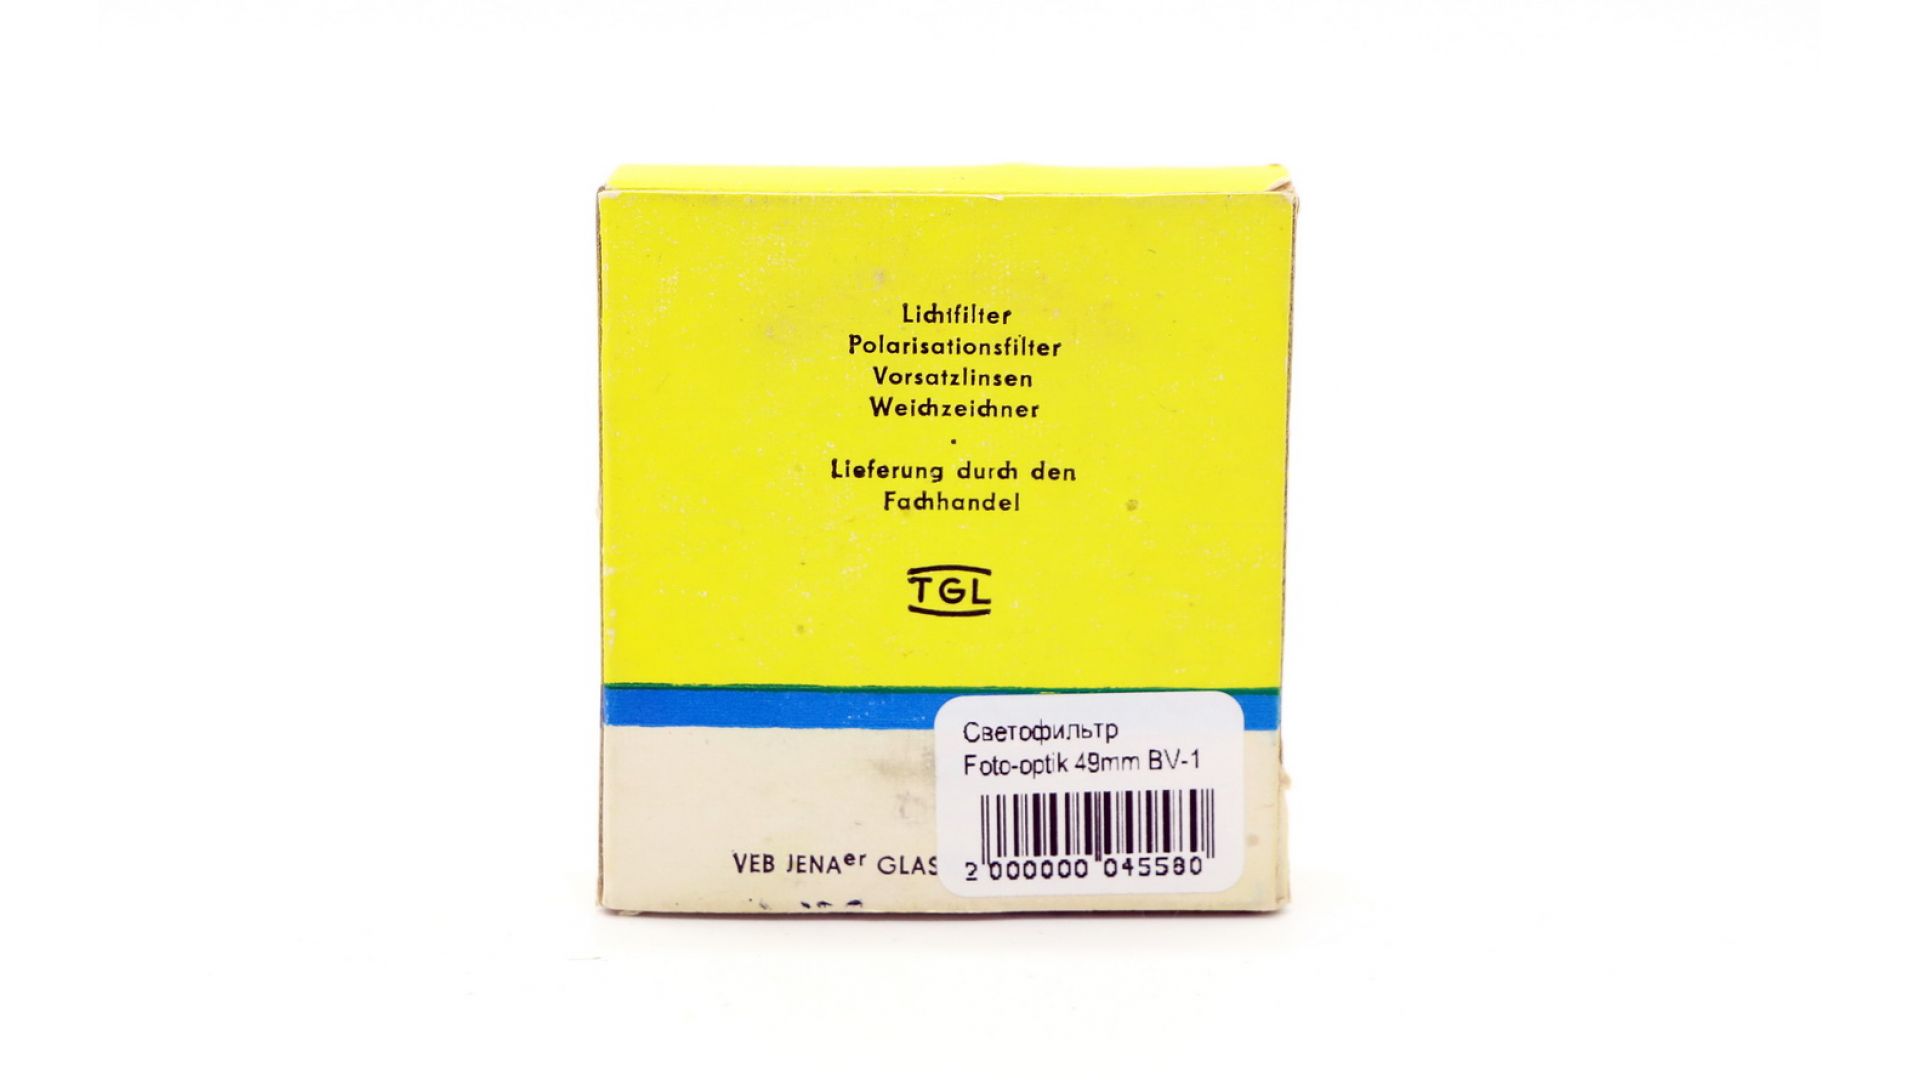 Lichtfilter
Polarisationsfilter
Vorsatzlinsen
Weichzeichner
·
Lieferung durch den
Fachhandel
TGL
Светофильтр
Foto-optik 49mm BV-1
VEB JENAer GLAS
2 000000 045580